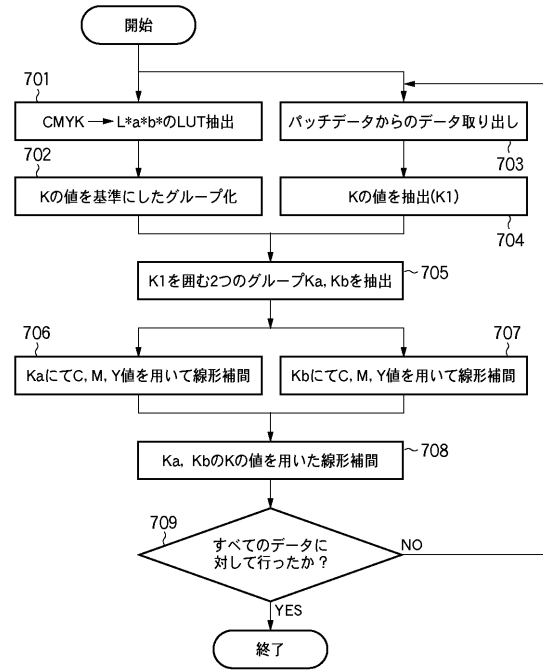 開始
701
CMYK→L*a*b*のLUT抽出
702
Kの値を基準にしたグループ化
パッチデータからのデータ取り出し
703
Kの値を抽出(K1)
704
K1を囲む2つのグループKa, Kbを抽出
705
706
KaにてC, M, Y値を用いて線形補間
707
KbにてC, M, Y値を用いて線形補間
Ka, KbのKの値を用いた線形補間
708
709
すべてのデータに
対して行ったか？
NO
YES
終了